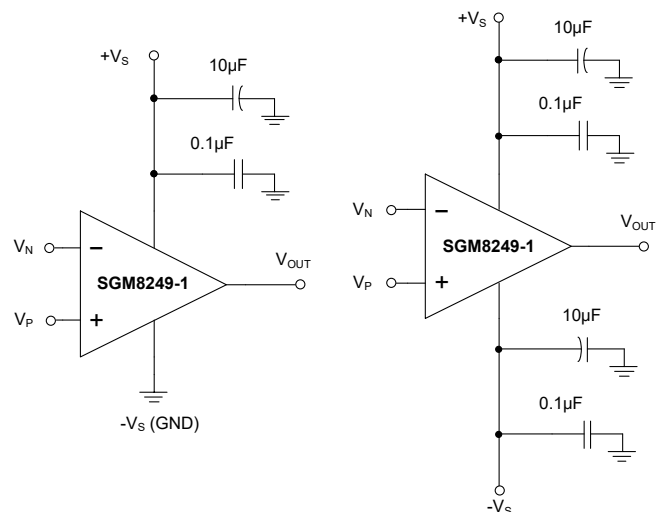 +VS
10µF
0.1µF
VN
−
SGM8249-1
VOUT
VP
+
-VS (GND)
+VS
10µF
0.1µF
VN
−
SGM8249-1
VOUT
VP
+
10µF
0.1µF
-VS